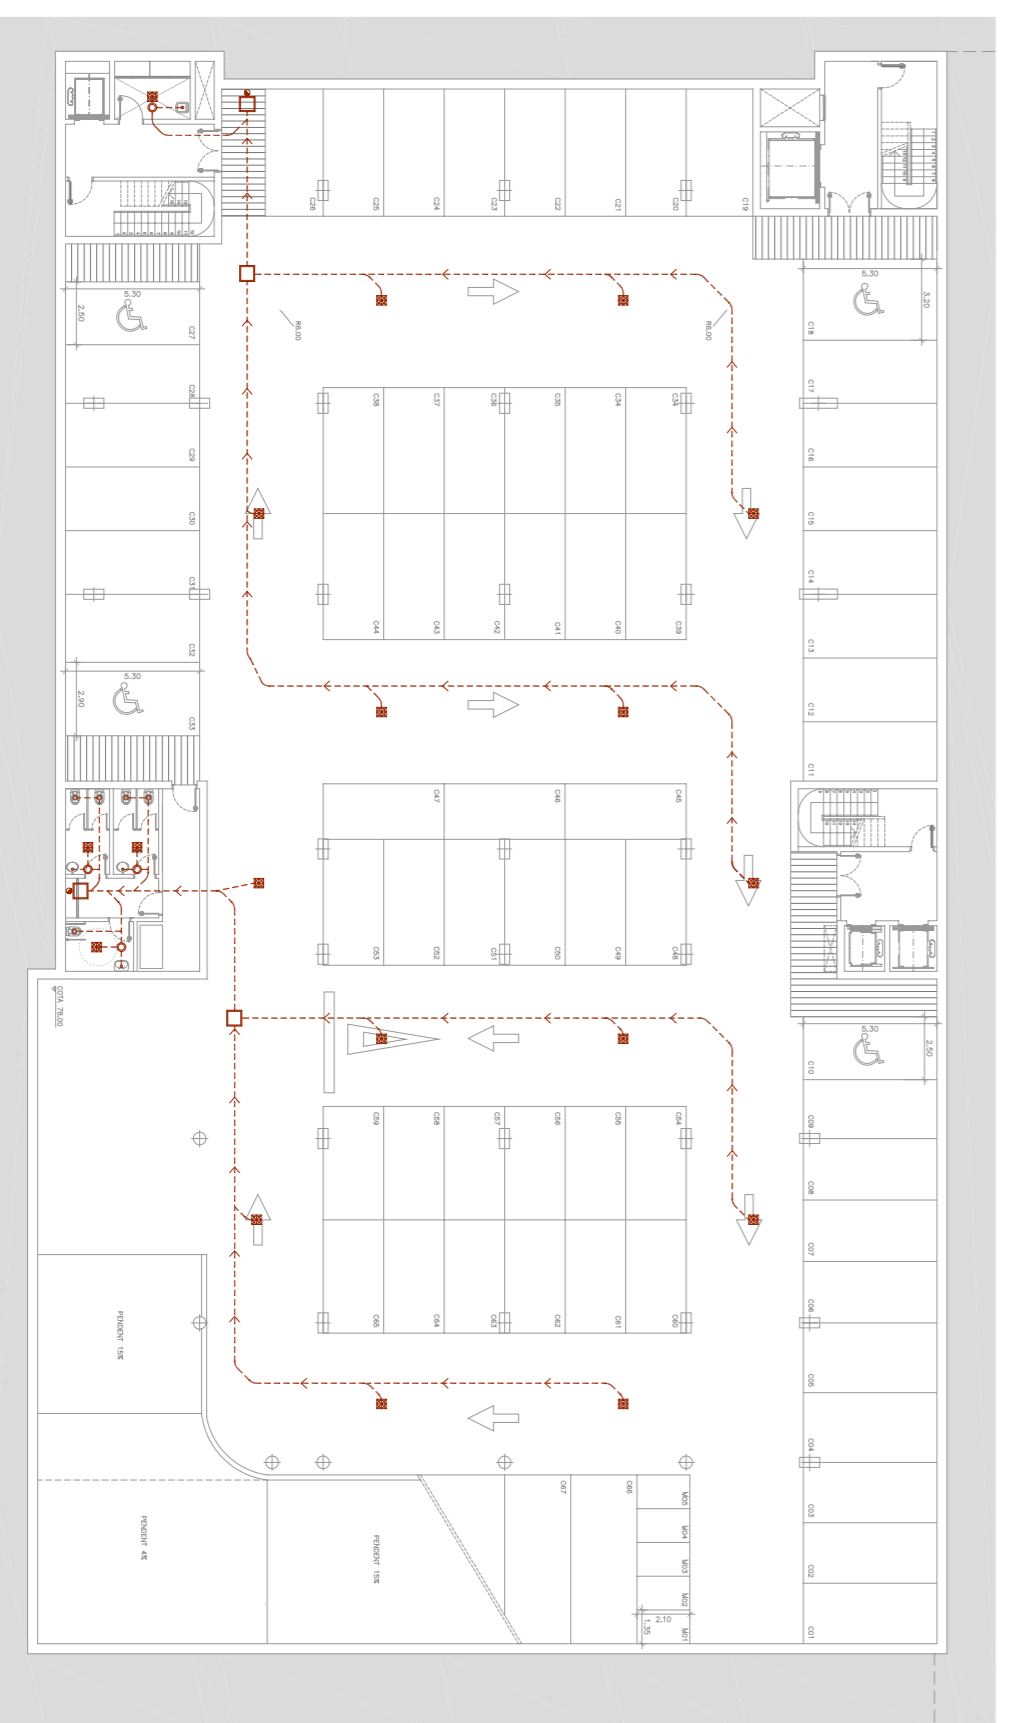 C26
C25
C24
C23
C22
C21
C20
C19
5.30
2.50
C27
5.30
3.20
C18
R6.00
R6.00
C28
C29
C30
C31
C32
C17
C16
C15
C14
C13
C12
C11
C38
C37
C36
C35
C34
C34
C44
C43
C42
C41
C40
C39
5.30
2.90
C33
C47
C46
C45
C53
C52
C51
C50
C49
C48
COTA 78.00
5.30
2.50
C10
C09
C08
C07
C06
C05
C04
C03
C02
C01
C59
C58
C57
C56
C55
C54
C65
C64
C63
C62
C61
C60
PENDENT 15%
PENDENT 4%
PENDENT 15%
C67
C66
M05
M04
M03
M02
M01
2.10
1.35